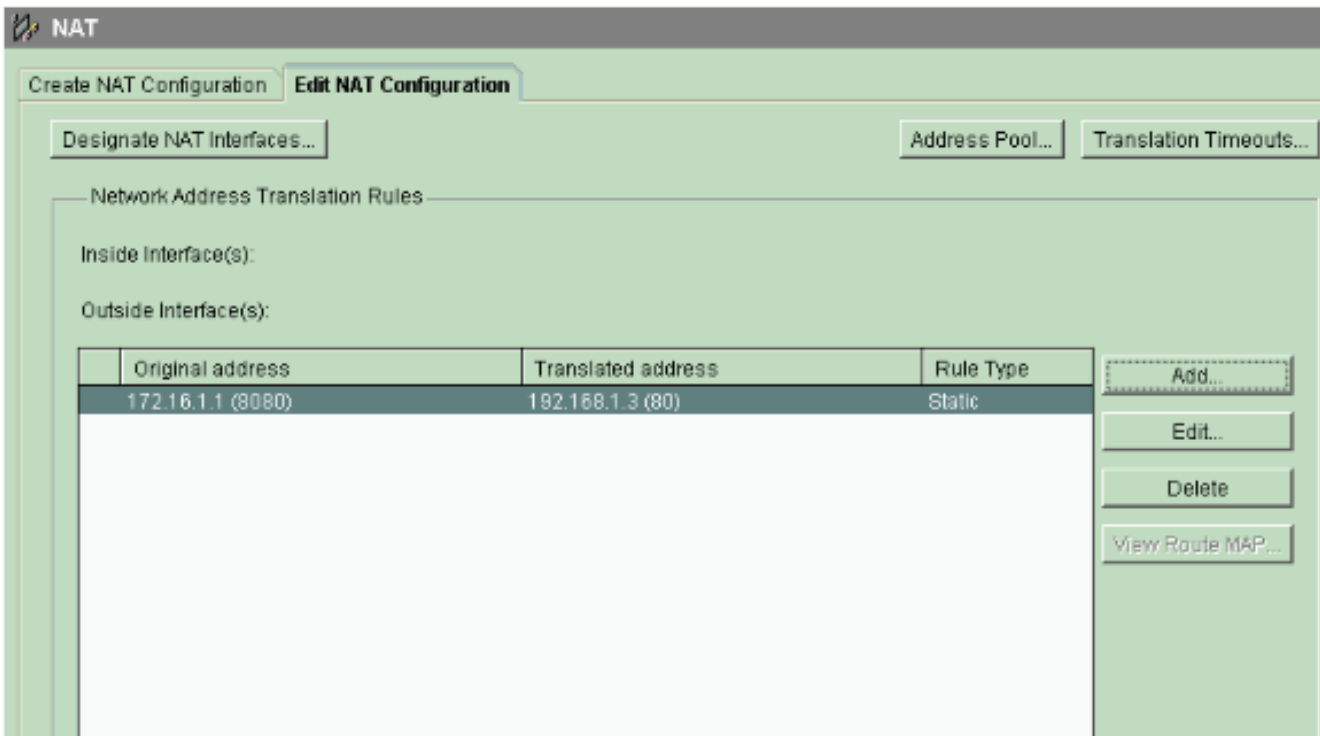 NAT
Create NAT Configuration Edit NAT Configuration
Designate NAT Interfaces... Address Pool... Translation Timeouts...
Network Address Translation Rules
Inside Interface(s):
Outside Interface(s):
Original address Translated address Rule Type
172.16.1.1 (8080) 192.168.1.3 (80) Static
Add...
Edit...
Delete
View Route MAP...